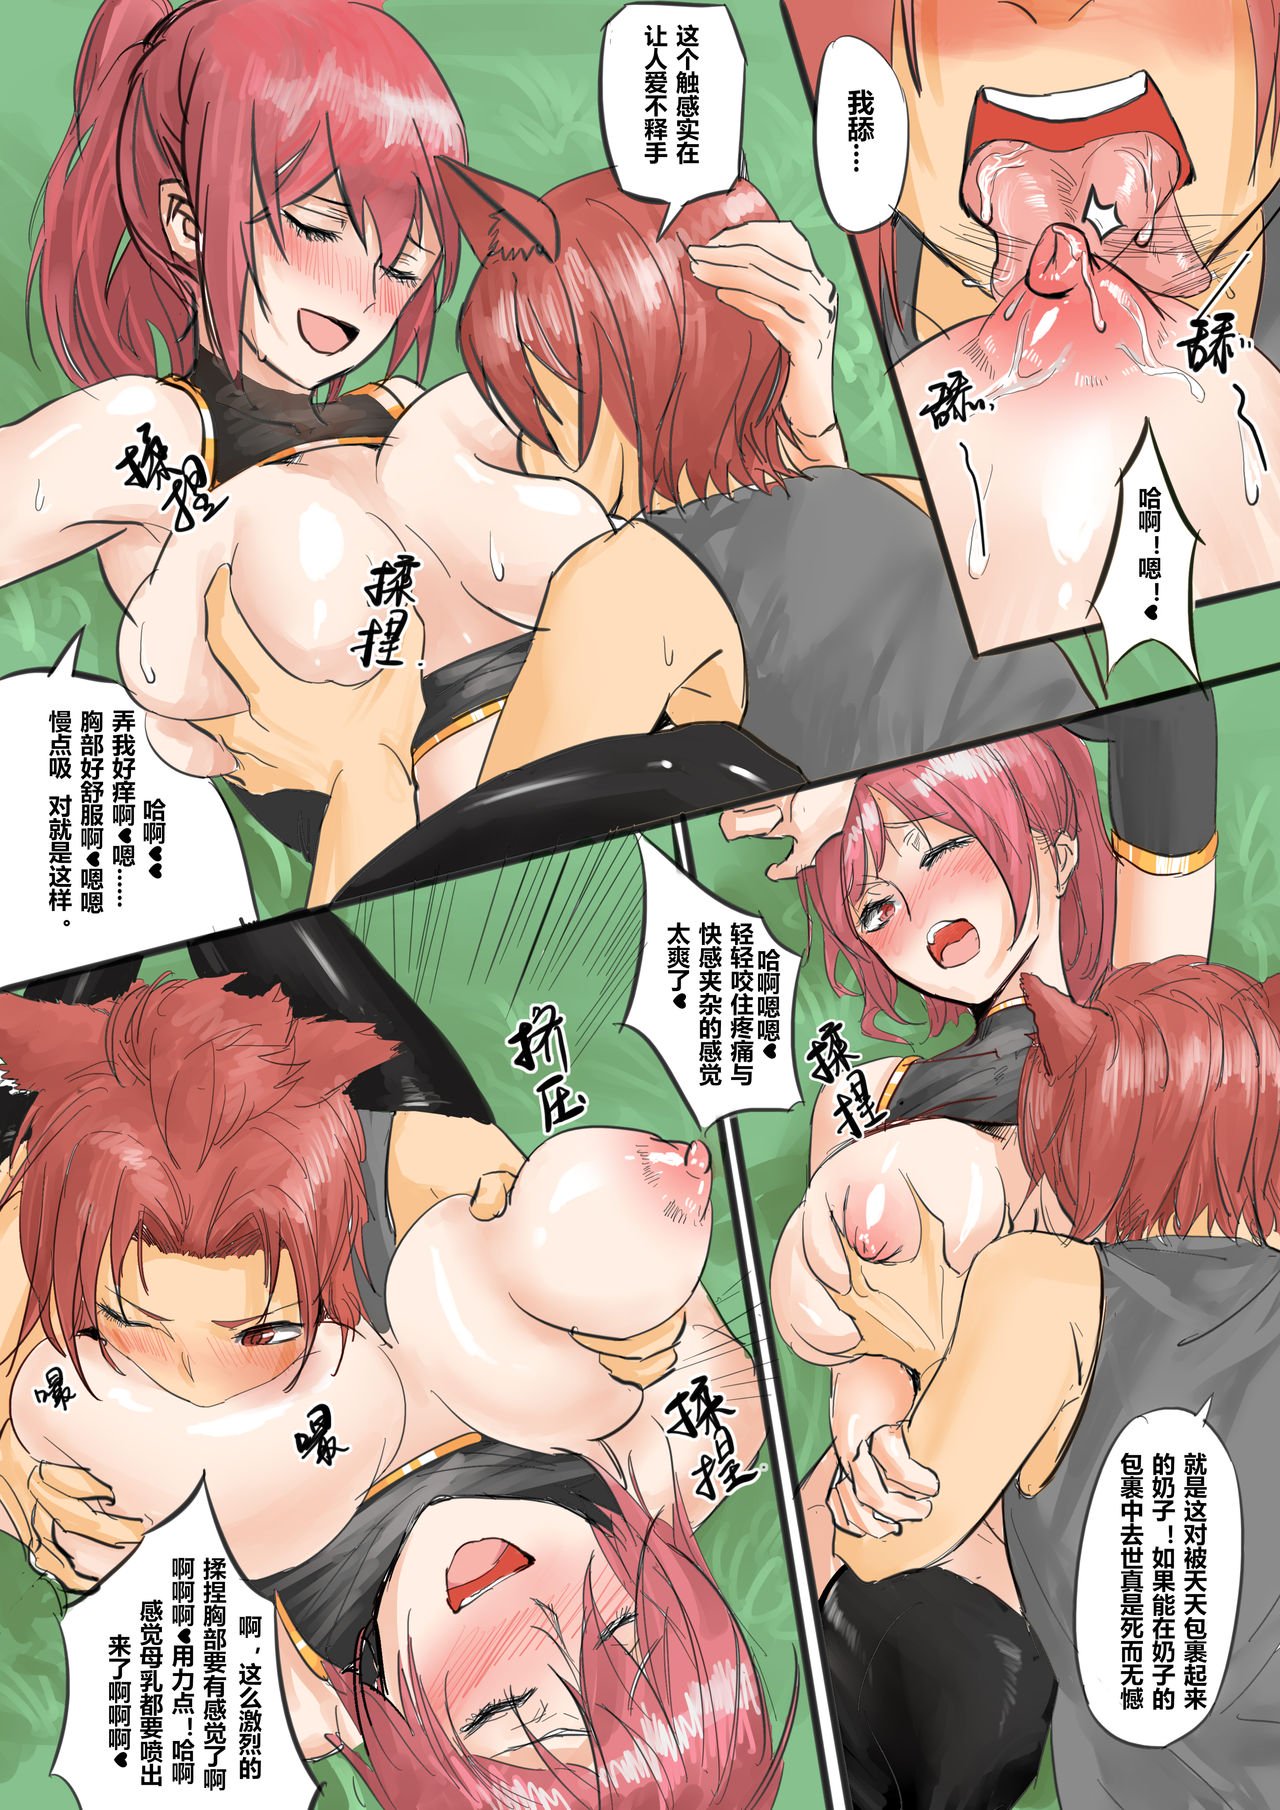 我舔....
这个触感实在
让人爱不释手
舔
舔
哈啊！嗯！♥
揉捏
揉捏
哈啊♥♥
弄我好痒啊♥嗯......
胸部好舒服啊♥嗯嗯
慢点吸 对就是这样。
哈啊嗯嗯♥
轻轻咬住疼痛与
快感夹杂的感觉
太爽了♥
揉捏
就是这对被天天包裹起来
的奶子！如果能在奶子的
包裹中去世真是死而无憾
挤压
揉捏
嘬
嘬
啊，这么激烈的
揉捏胸部要有感觉了啊
啊啊啊♥用力点！哈啊
感觉母乳都要喷出
来了啊啊啊♥